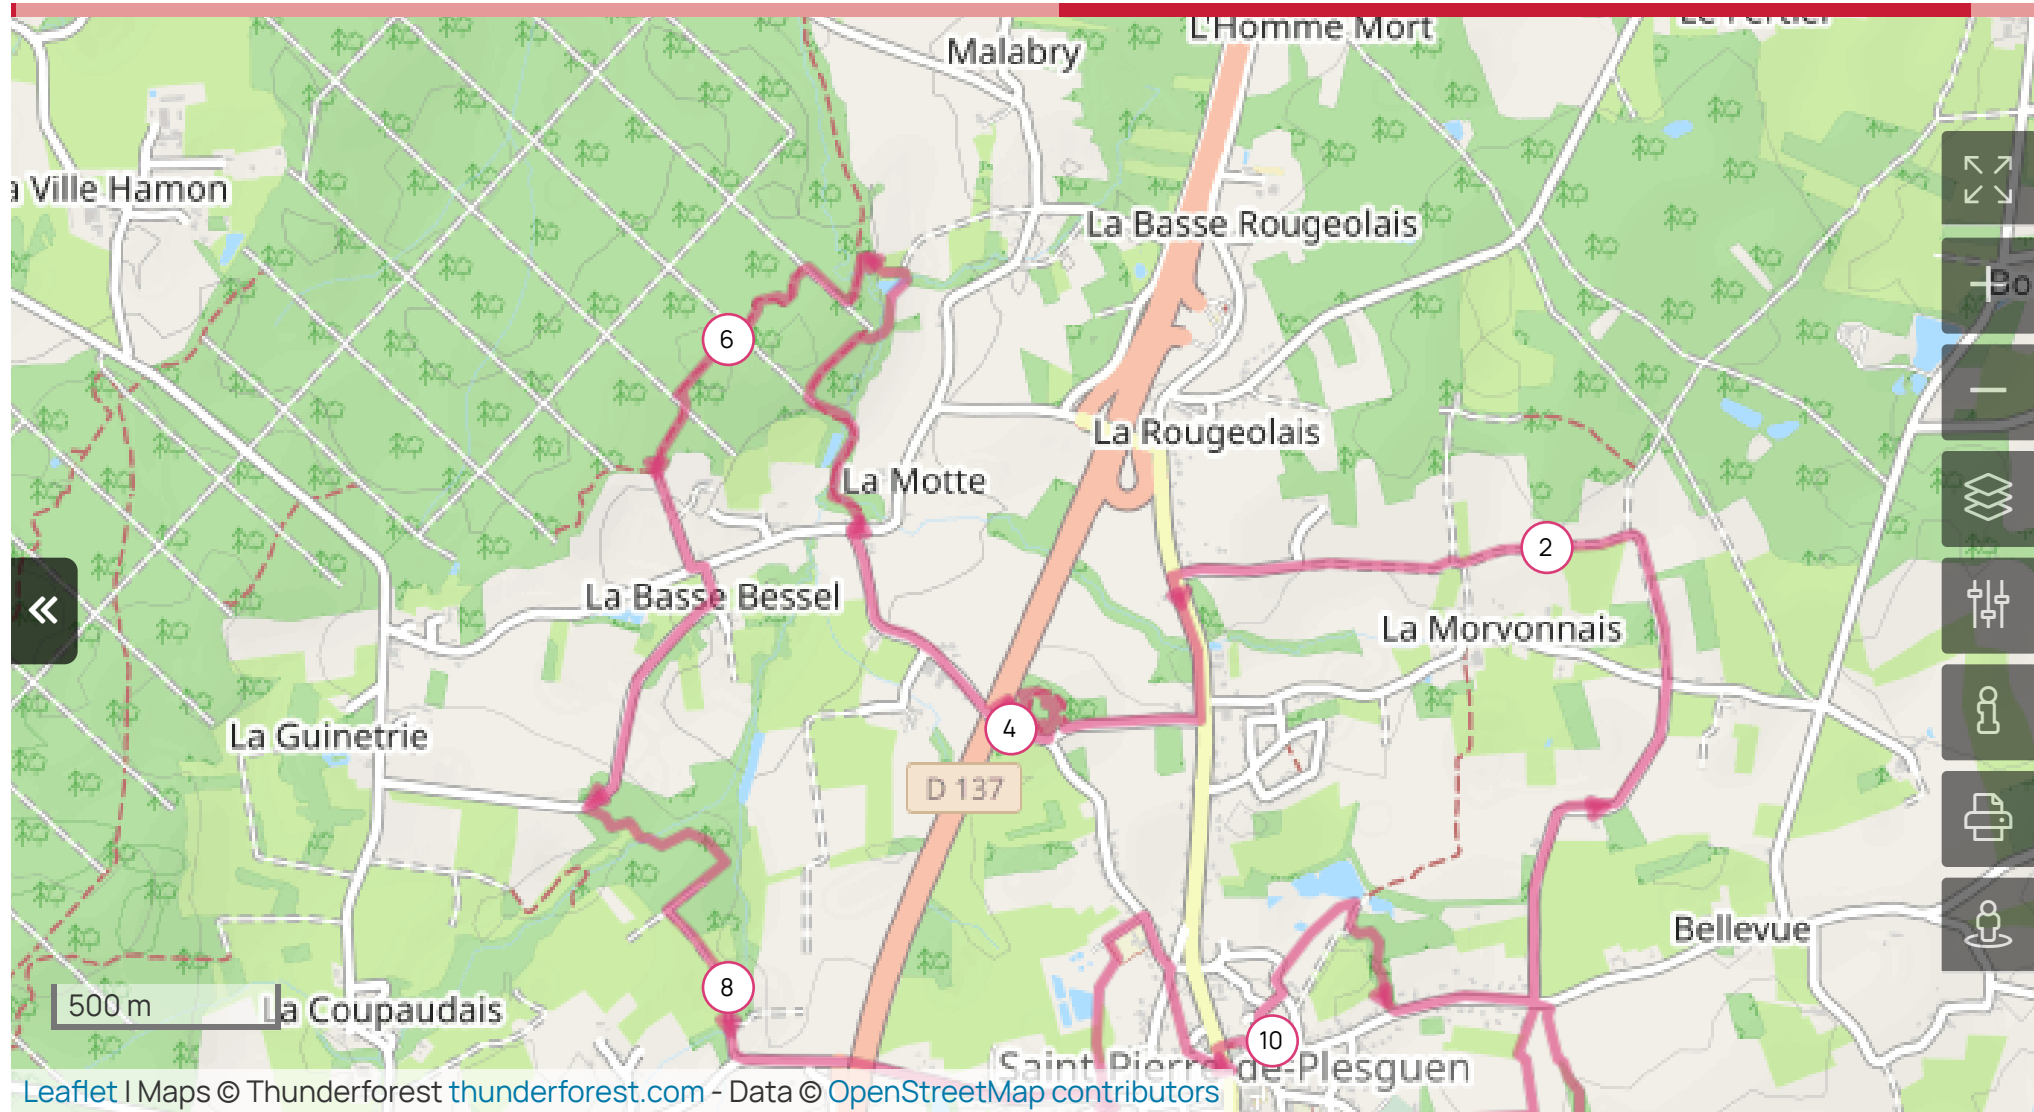 L'Homme Mort
Malabry
a Ville Hamon
La Basse Rougeolais
Bo
6
La Rougeolais
La Motte
2
La Basse Bessel
La Morvonnais
4
La Guinetrie
D 137
Bellevue
8
500 m
La Coupaudais
10
Saint-Pierre-de-Plesguen
Leaflet | Maps © Thunderforest thunderforest.com - Data © OpenStreetMap contributors